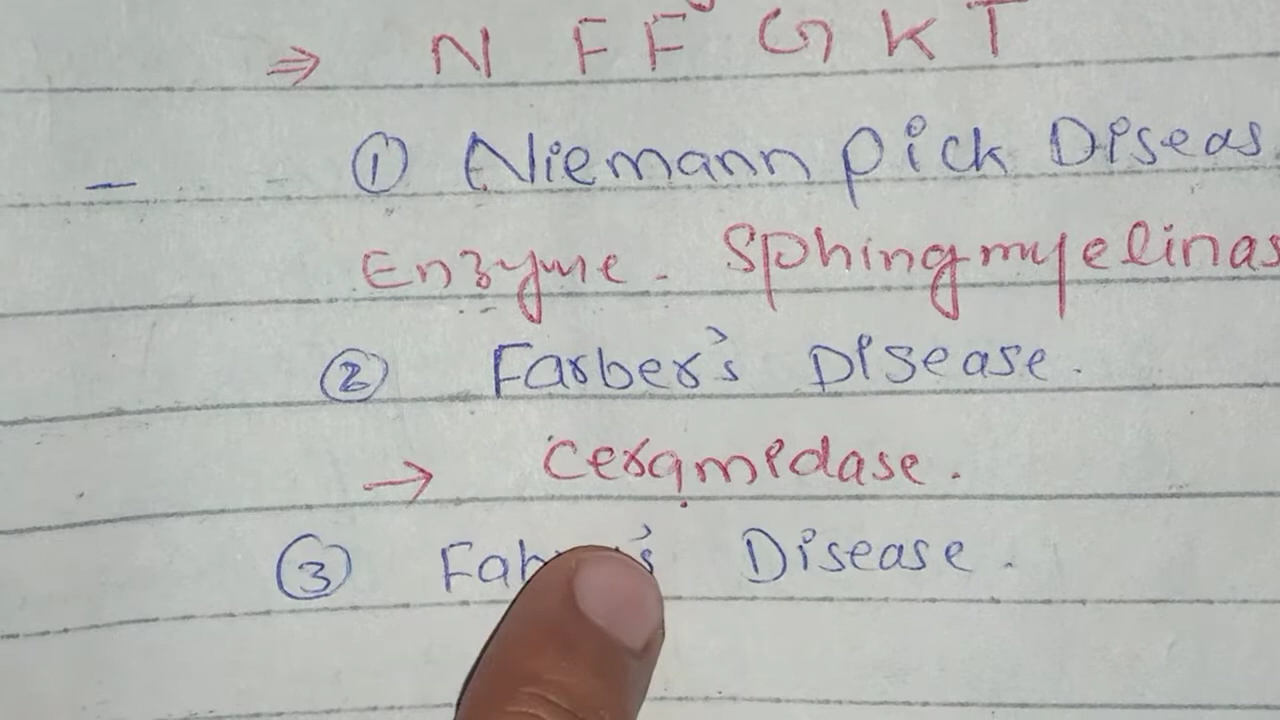 ⇒ N F F G K T
① Niemann pick Diseas
Enzyme - Sphingmyelinas
② Farber's Disease.
→ Ceramidase.
③ Disease.